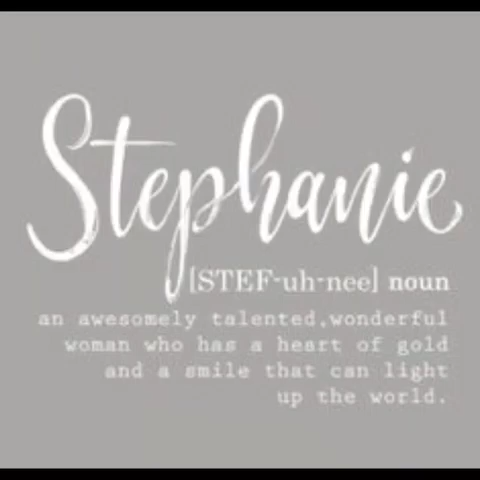 Stephanie
[STEF-uh-nee] noun
an awesomely talented,wonderful
woman who has a heart of gold
and a smile that can light
up the world.